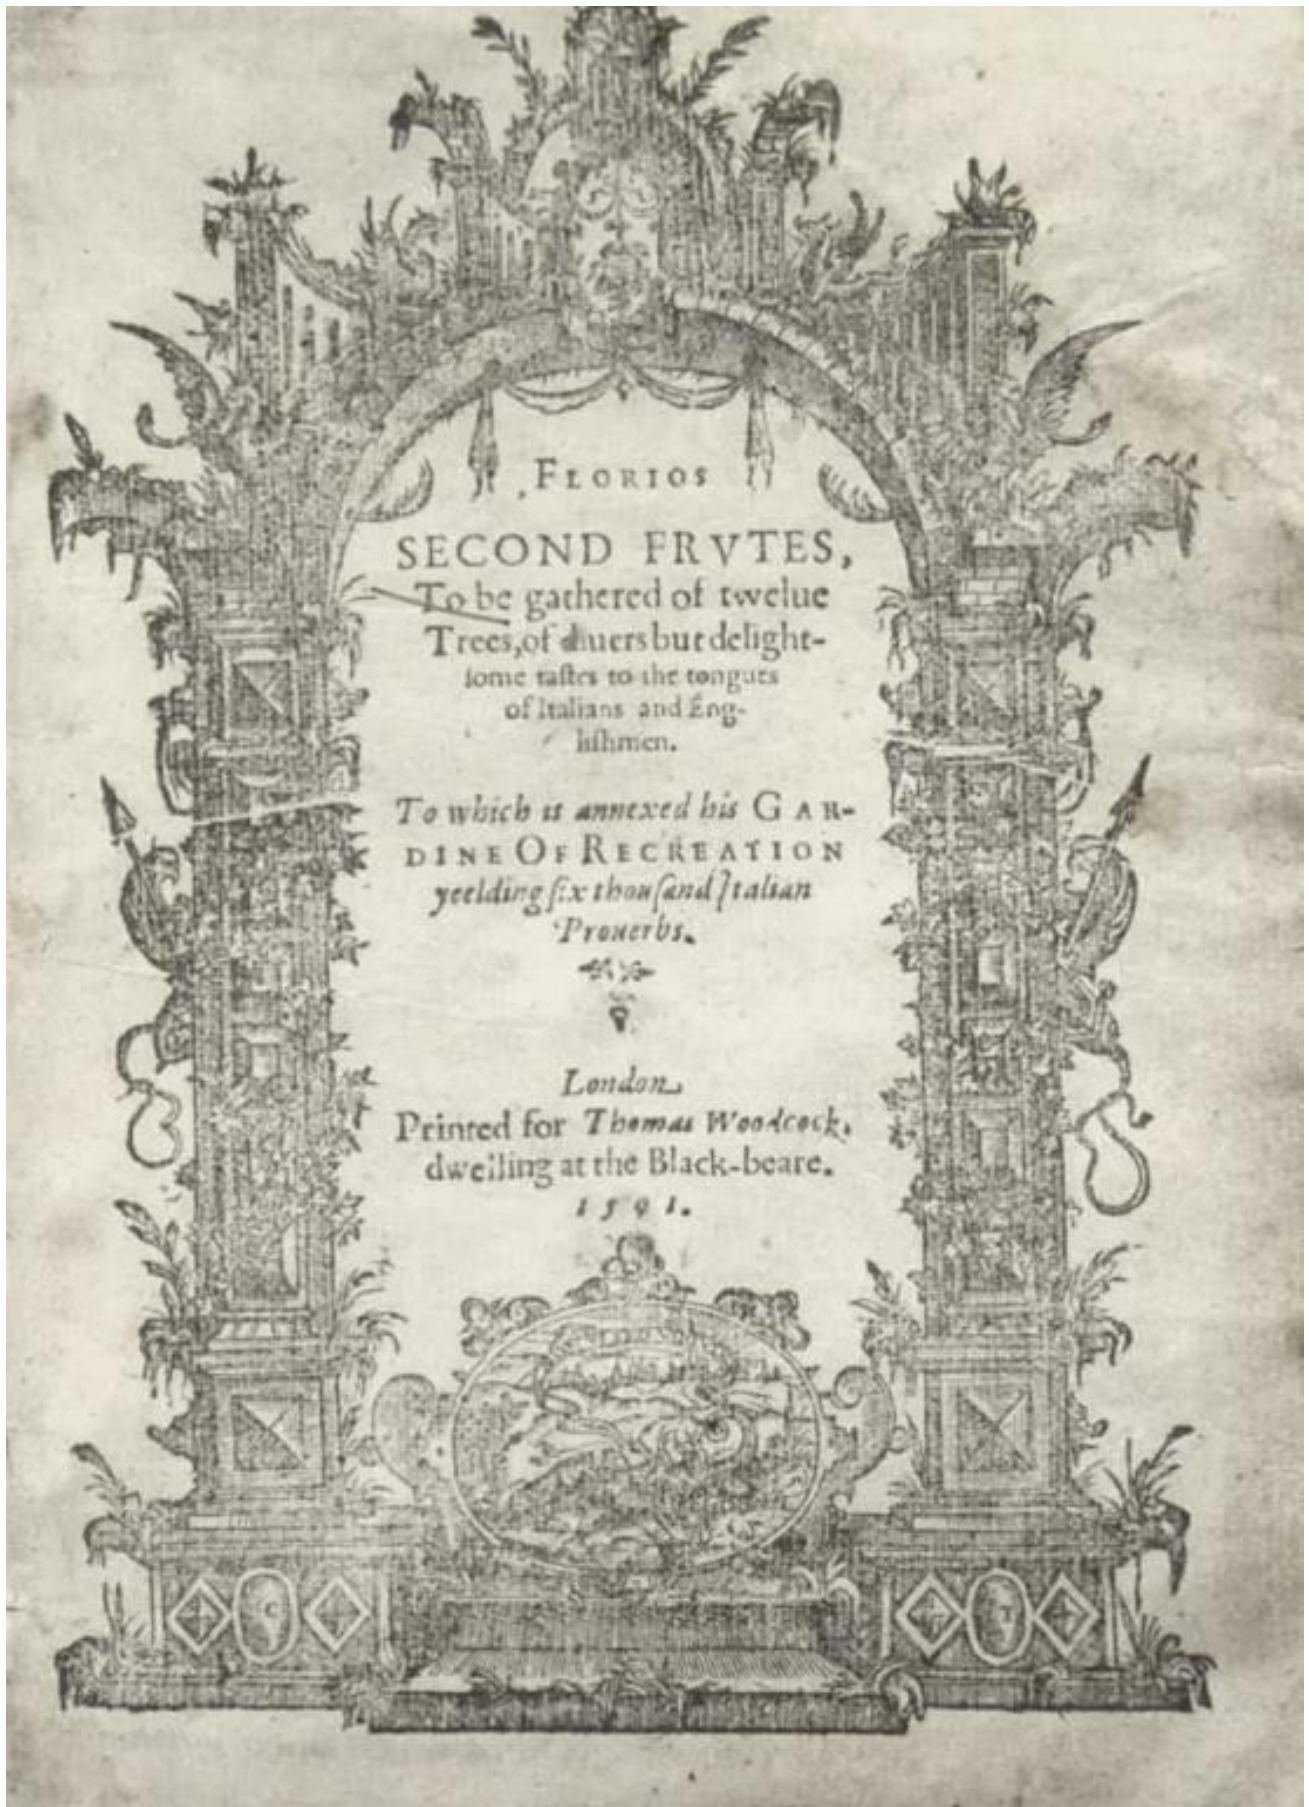 FLORIOS
SECOND FRVTES,
To be gathered of twelue
Trees, of diuers but delight-
some tastes to the tongues
of Italians and Eng-
lishmen.
To which is annexed his GAR-
DINE OF RECREATION
yeelding six thousand Italian
Prouerbs.
London
Printed for Thomas Woodcock,
dwelling at the Black-beare.
1591.